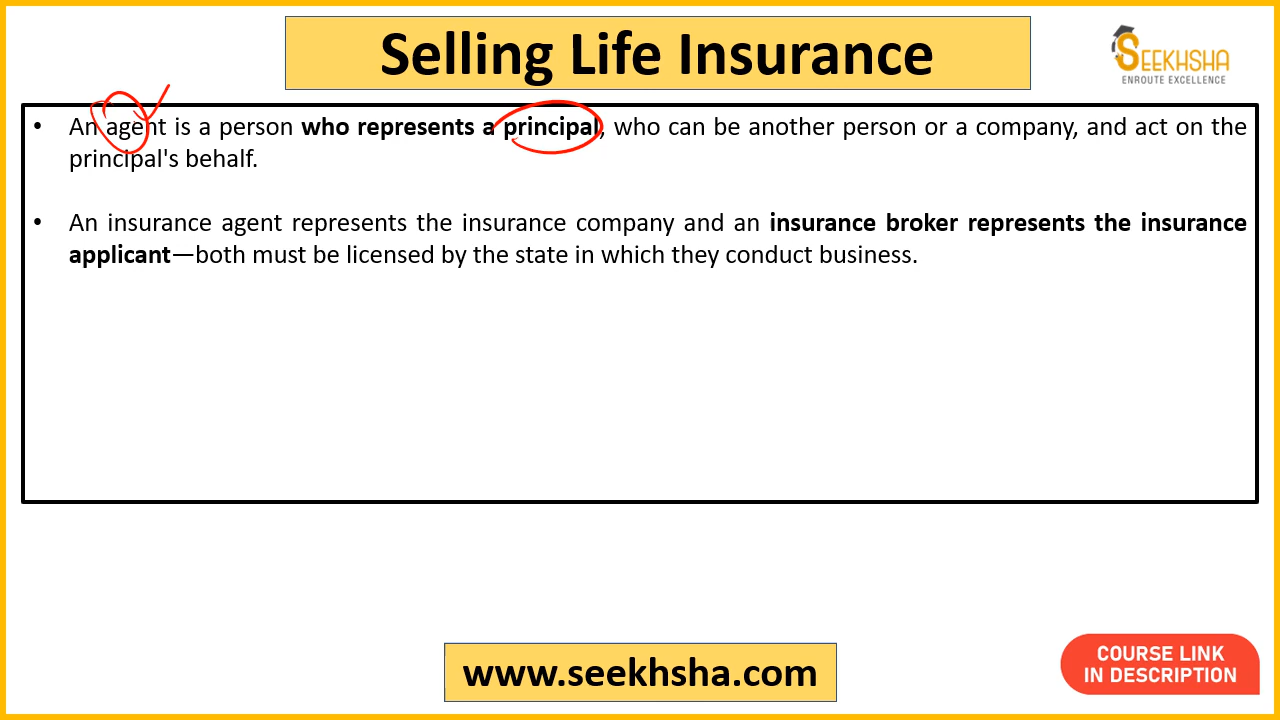 Selling Life Insurance
SEEKHSHA
ENROUTE EXCELLENCE
• An agent is a person who represents a principal, who can be another person or a company, and act on the
principal's behalf.
• An insurance agent represents the insurance company and an insurance broker represents the insurance
applicant—both must be licensed by the state in which they conduct business.
www.seekhsha.com
COURSE LINK
IN DESCRIPTION